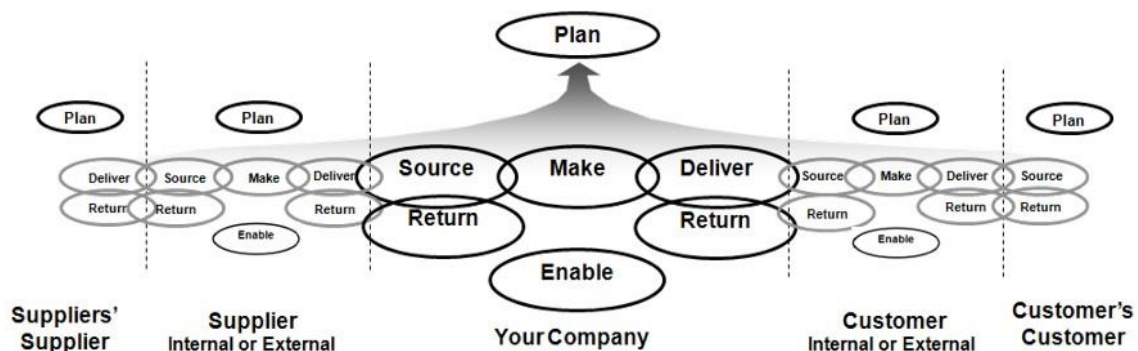 Plan
Plan
Plan
Plan
Plan
Deliver
Source
Make
Deliver
Source
Make
Deliver
Source
Make
Deliver
Source
Return
Return
Return
Return
Return
Return
Return
Return
Enable
Enable
Enable
Suppliers’
Supplier
Supplier
Internal or External
Your Company
Customer
Internal or External
Customer's
Customer